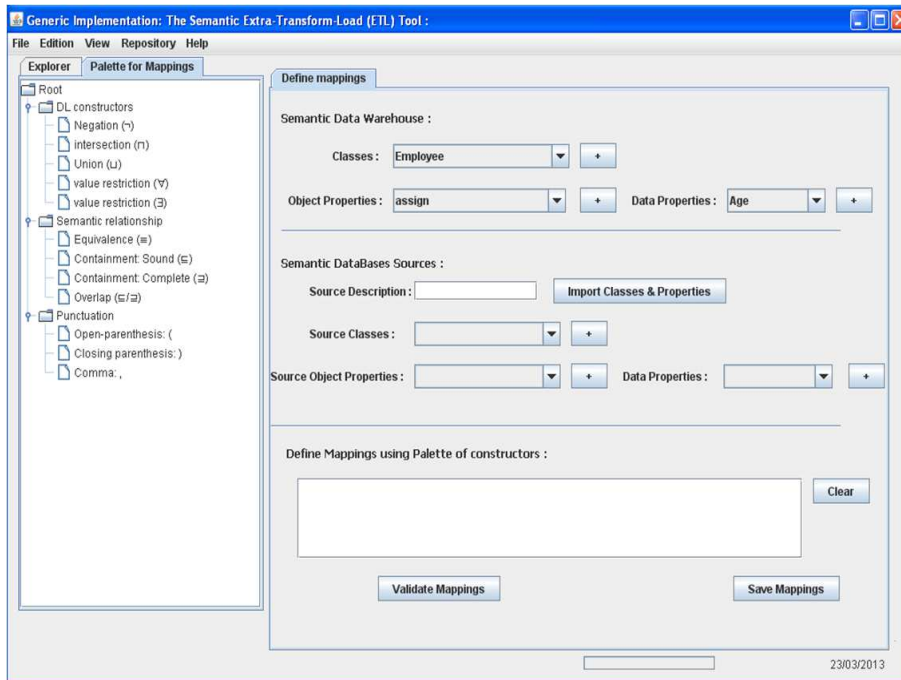 Generic Implementation: The Semantic Extra-Transform-Load (ETL) Tool :
File Edition View Repository Help
Explorer Palette for Mappings
Root
DL constructors
Negation (¬)
intersection (⊓)
Union (⊔)
value restriction (∀)
value restriction (∃)
Semantic relationship
Equivalence (≡)
Containment: Sound (⊑)
Containment: Complete (⊒)
Overlap (⊑/⊒)
Punctuation
Open-parenthesis: (
Closing parenthesis: )
Comma: ,
Define mappings
Semantic Data Warehouse :
Classes : Employee +
Object Properties : assign + Data Properties : Age +
Semantic DataBases Sources :
Source Description : Import Classes & Properties
Source Classes : +
Source Object Properties : + Data Properties : +
Define Mappings using Palette of constructors :
Clear
Validate Mappings Save Mappings
23/03/2013